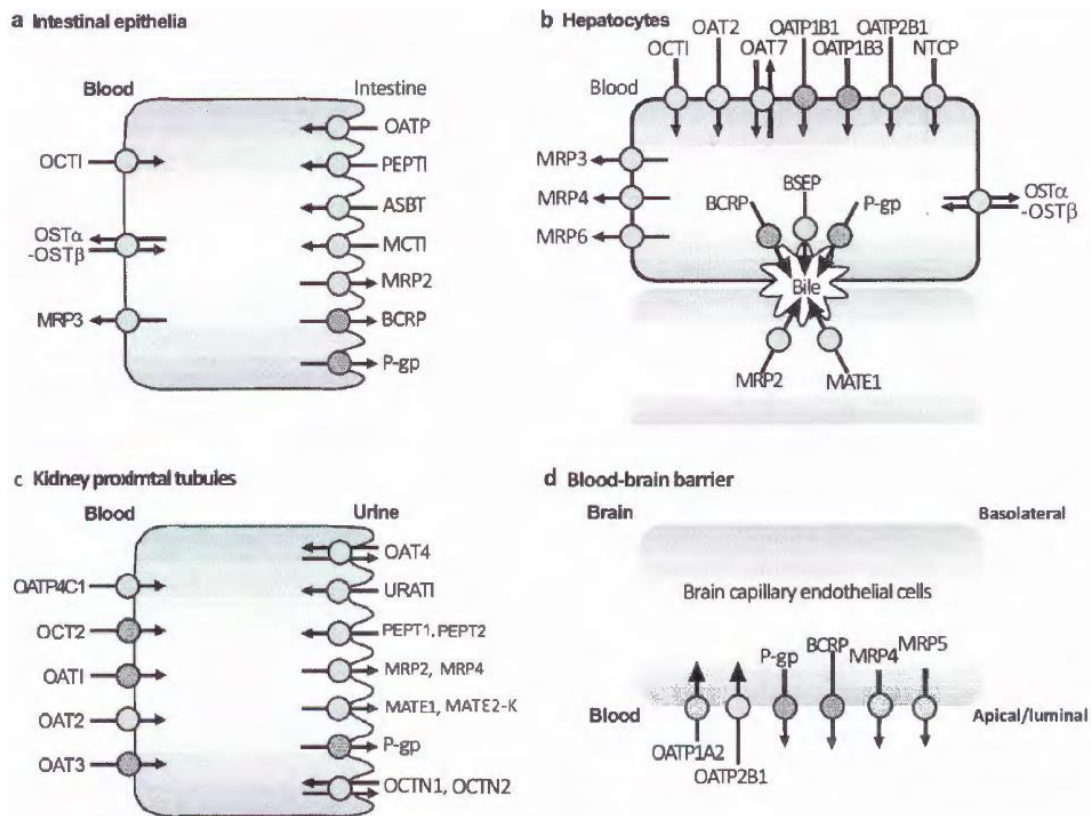 a Intestinal epithelia
Blood
Intestine
OCTI
OSTα
-OSTβ
MRP3
OATP
PEPTI
ASBT
MCTI
MRP2
BCRP
P-gp
b Hepatocytes
Blood
OCTI
OAT2
OAT7
OATP1B1
OATP1B3
OATP2B1
NTCP
MRP3
MRP4
MRP6
BCRP
BSEP
P-gp
OSTα
-OSTβ
Bile
MRP2
MATE1
c Kidney proximtal tubules
Blood
Urine
OATP4C1
OCT2
OATI
OAT2
OAT3
OAT4
URATI
PEPT1, PEPT2
MRP2, MRP4
MATE1, MATE2-K
P-gp
OCTN1, OCTN2
d Blood-brain barrier
Brain
Basolateral
Brain capillary endothelial cells
P-gp
BCRP
MRP4
MRP5
Blood
Apical/luminal
OATP1A2
OATP2B1